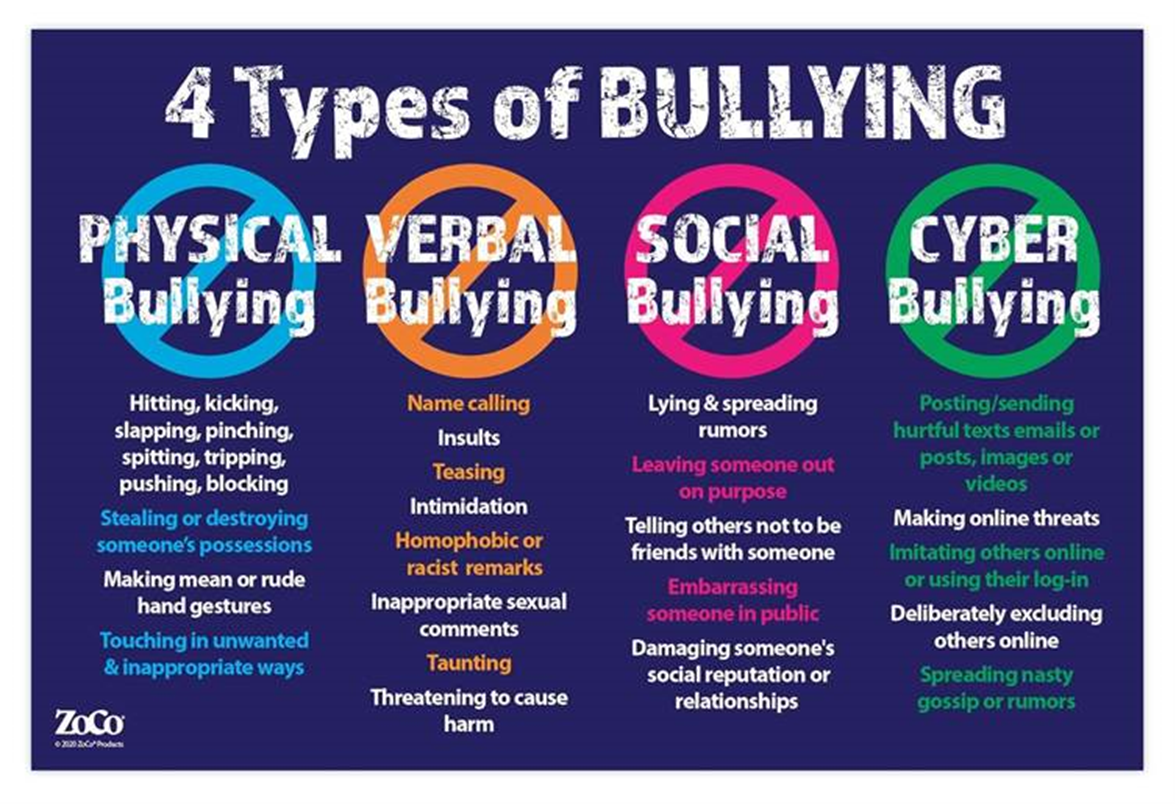 4 Types of BULLYING
PHYSICAL
Bullying
Hitting, kicking,
slapping, pinching,
spitting, tripping,
pushing, blocking
Stealing or destroying
someone's possessions
Making mean or rude
hand gestures
Touching in unwanted
& inappropriate ways
VERBAL
Bullying
Name calling
Insults
Teasing
Intimidation
Homophobic or
racist remarks
Inappropriate sexual
comments
Taunting
Threatening to cause
harm
SOCIAL
Bullying
Lying & spreading
rumors
Leaving someone out
on purpose
Telling others not to be
friends with someone
Embarrassing
someone in public
Damaging someone's
social reputation or
relationships
CYBER
Bullying
Posting/sending
hurtful texts emails or
posts, images or
videos
Making online threats
Imitating others online
or using their log-in
Deliberately excluding
others online
Spreading nasty
gossip or rumors
ZoCo
© 2020 ZoCo® Products